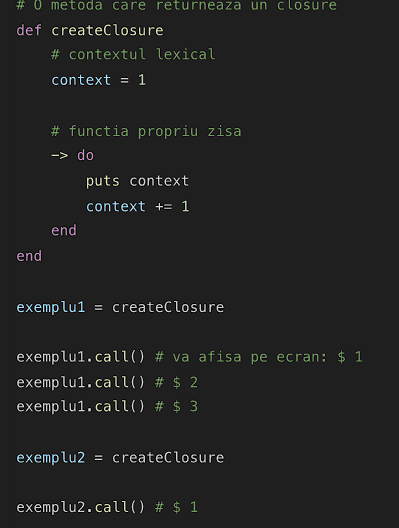 # O metoda care returneaza un closure
def createClosure
# contextul lexical
context = 1
# functia propriu zisa
-> do
puts context
context += 1
end
end
exemplu1 = createClosure
exemplu1.call() # va afisa pe ecran: $ 1
exemplu1.call() # $ 2
exemplu1.call() # $ 3
exemplu2 = createClosure
exemplu2.call() # $ 1